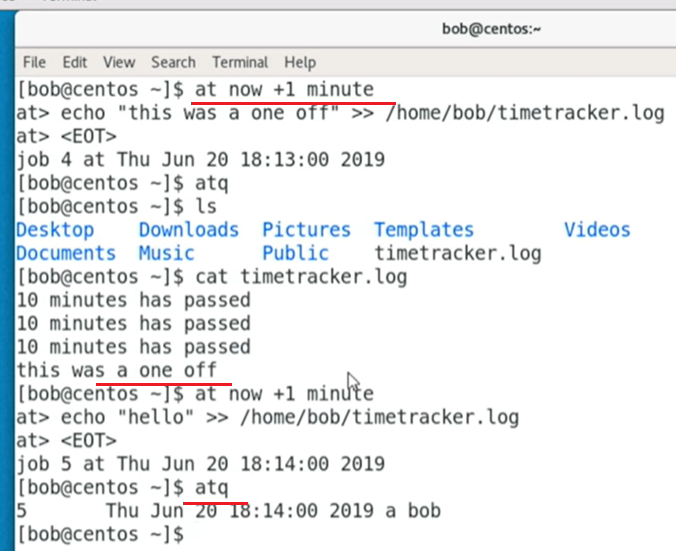 Terminal
bob@centos:~
File Edit View Search Terminal Help
[bob@centos ~]$ at now +1 minute
at> echo "this was a one off" >> /home/bob/timetracker.log
at> <EOT>
job 4 at Thu Jun 20 18:13:00 2019
[bob@centos ~]$ atq
[bob@centos ~]$ ls
Desktop Downloads Pictures Templates Videos
Documents Music Public timetracker.log
[bob@centos ~]$ cat timetracker.log
10 minutes has passed
10 minutes has passed
10 minutes has passed
this was a one off
[bob@centos ~]$ at now +1 minute
at> echo "hello" >> /home/bob/timetracker.log
at> <EOT>
job 5 at Thu Jun 20 18:14:00 2019
[bob@centos ~]$ atq
5 Thu Jun 20 18:14:00 2019 a bob
[bob@centos ~]$